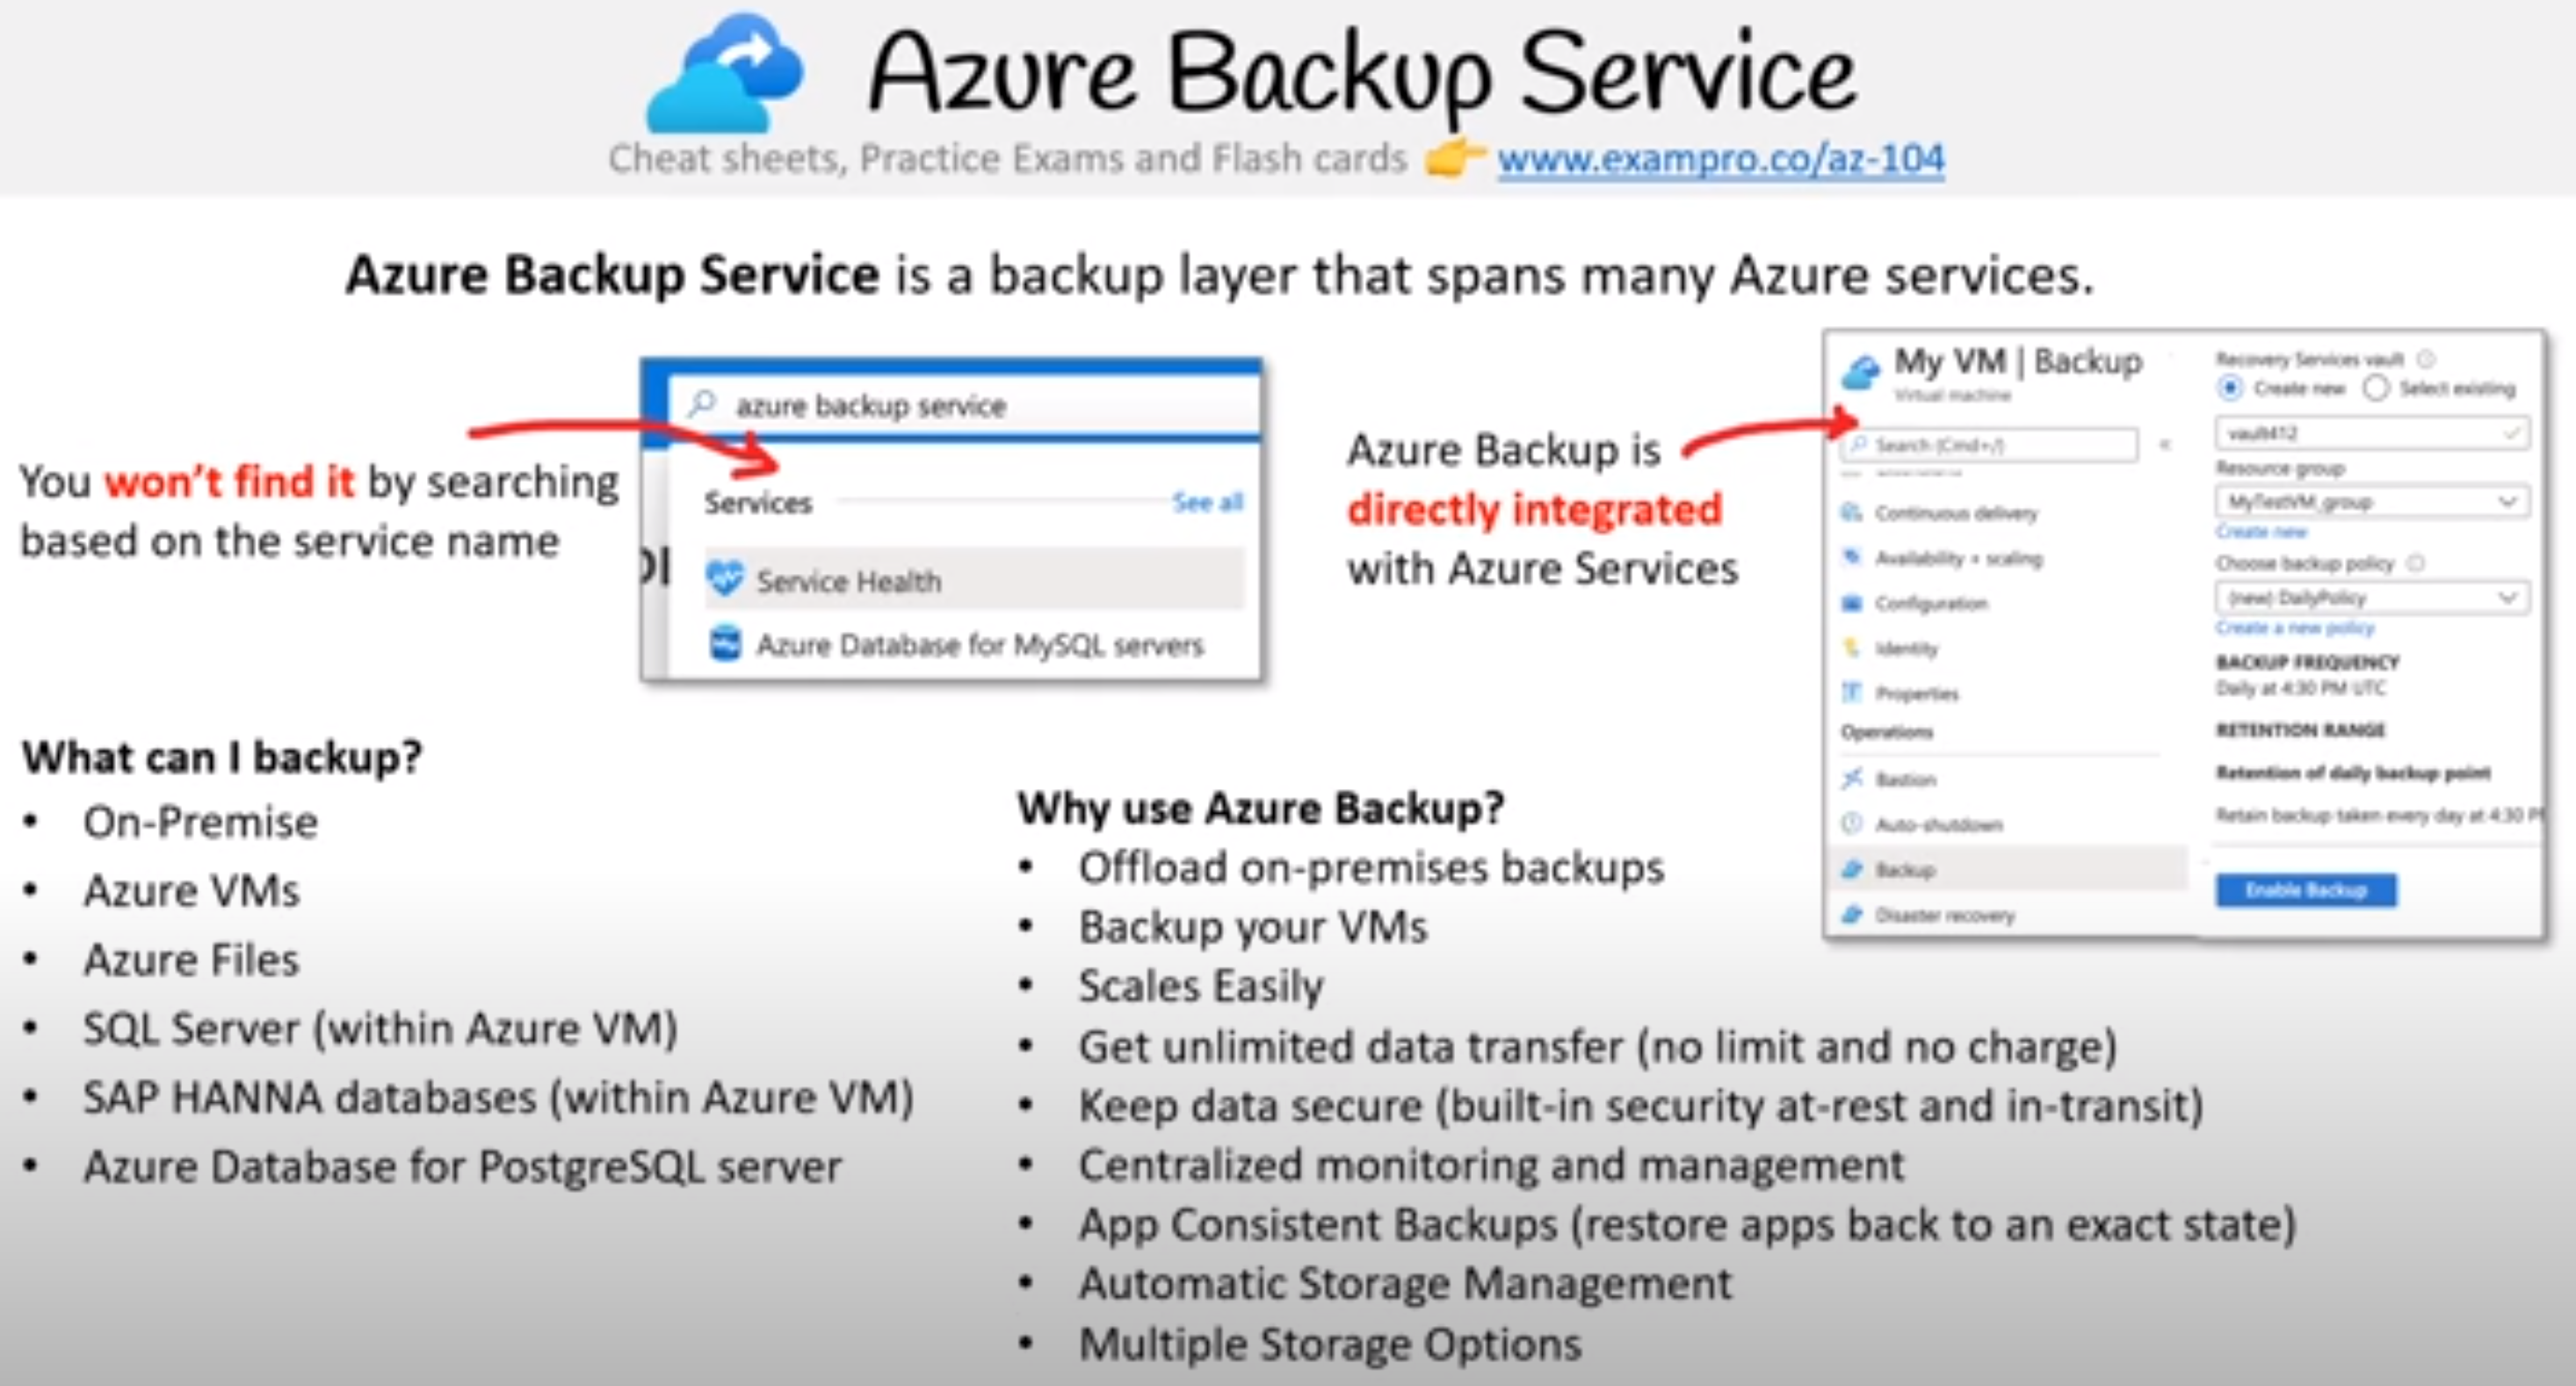 Azure Backup Service
Cheat sheets, Practice Exams and Flash cards 👉 www.exampro.co/az-104
Azure Backup Service is a backup layer that spans many Azure services.
You won't find it by searching
based on the service name
azure backup service
Services
See all
Service Health
Azure Database for MySQL servers
Azure Backup is
directly integrated
with Azure Services
My VM | Backup
Virtual machine
Search (Cmd+/)
Continuous delivery
Availability + scaling
Configuration
Identity
Properties
Operations
Bastion
Auto-shutdown
Backup
Disaster recovery
Recovery Services vault
Create new
Select existing
vault412
Resource group
MyTestVM_group
Create new
Choose backup policy
(new) DailyPolicy
Create a new policy
BACKUP FREQUENCY
Daily at 4:30 PM UTC
RETENTION RANGE
Retention of daily backup point
Retain backup taken every day at 4:30 P
Enable Backup
What can I backup?
• On-Premise
• Azure VMs
• Azure Files
• SQL Server (within Azure VM)
• SAP HANNA databases (within Azure VM)
• Azure Database for PostgreSQL server
Why use Azure Backup?
• Offload on-premises backups
• Backup your VMs
• Scales Easily
• Get unlimited data transfer (no limit and no charge)
• Keep data secure (built-in security at-rest and in-transit)
• Centralized monitoring and management
• App Consistent Backups (restore apps back to an exact state)
• Automatic Storage Management
• Multiple Storage Options